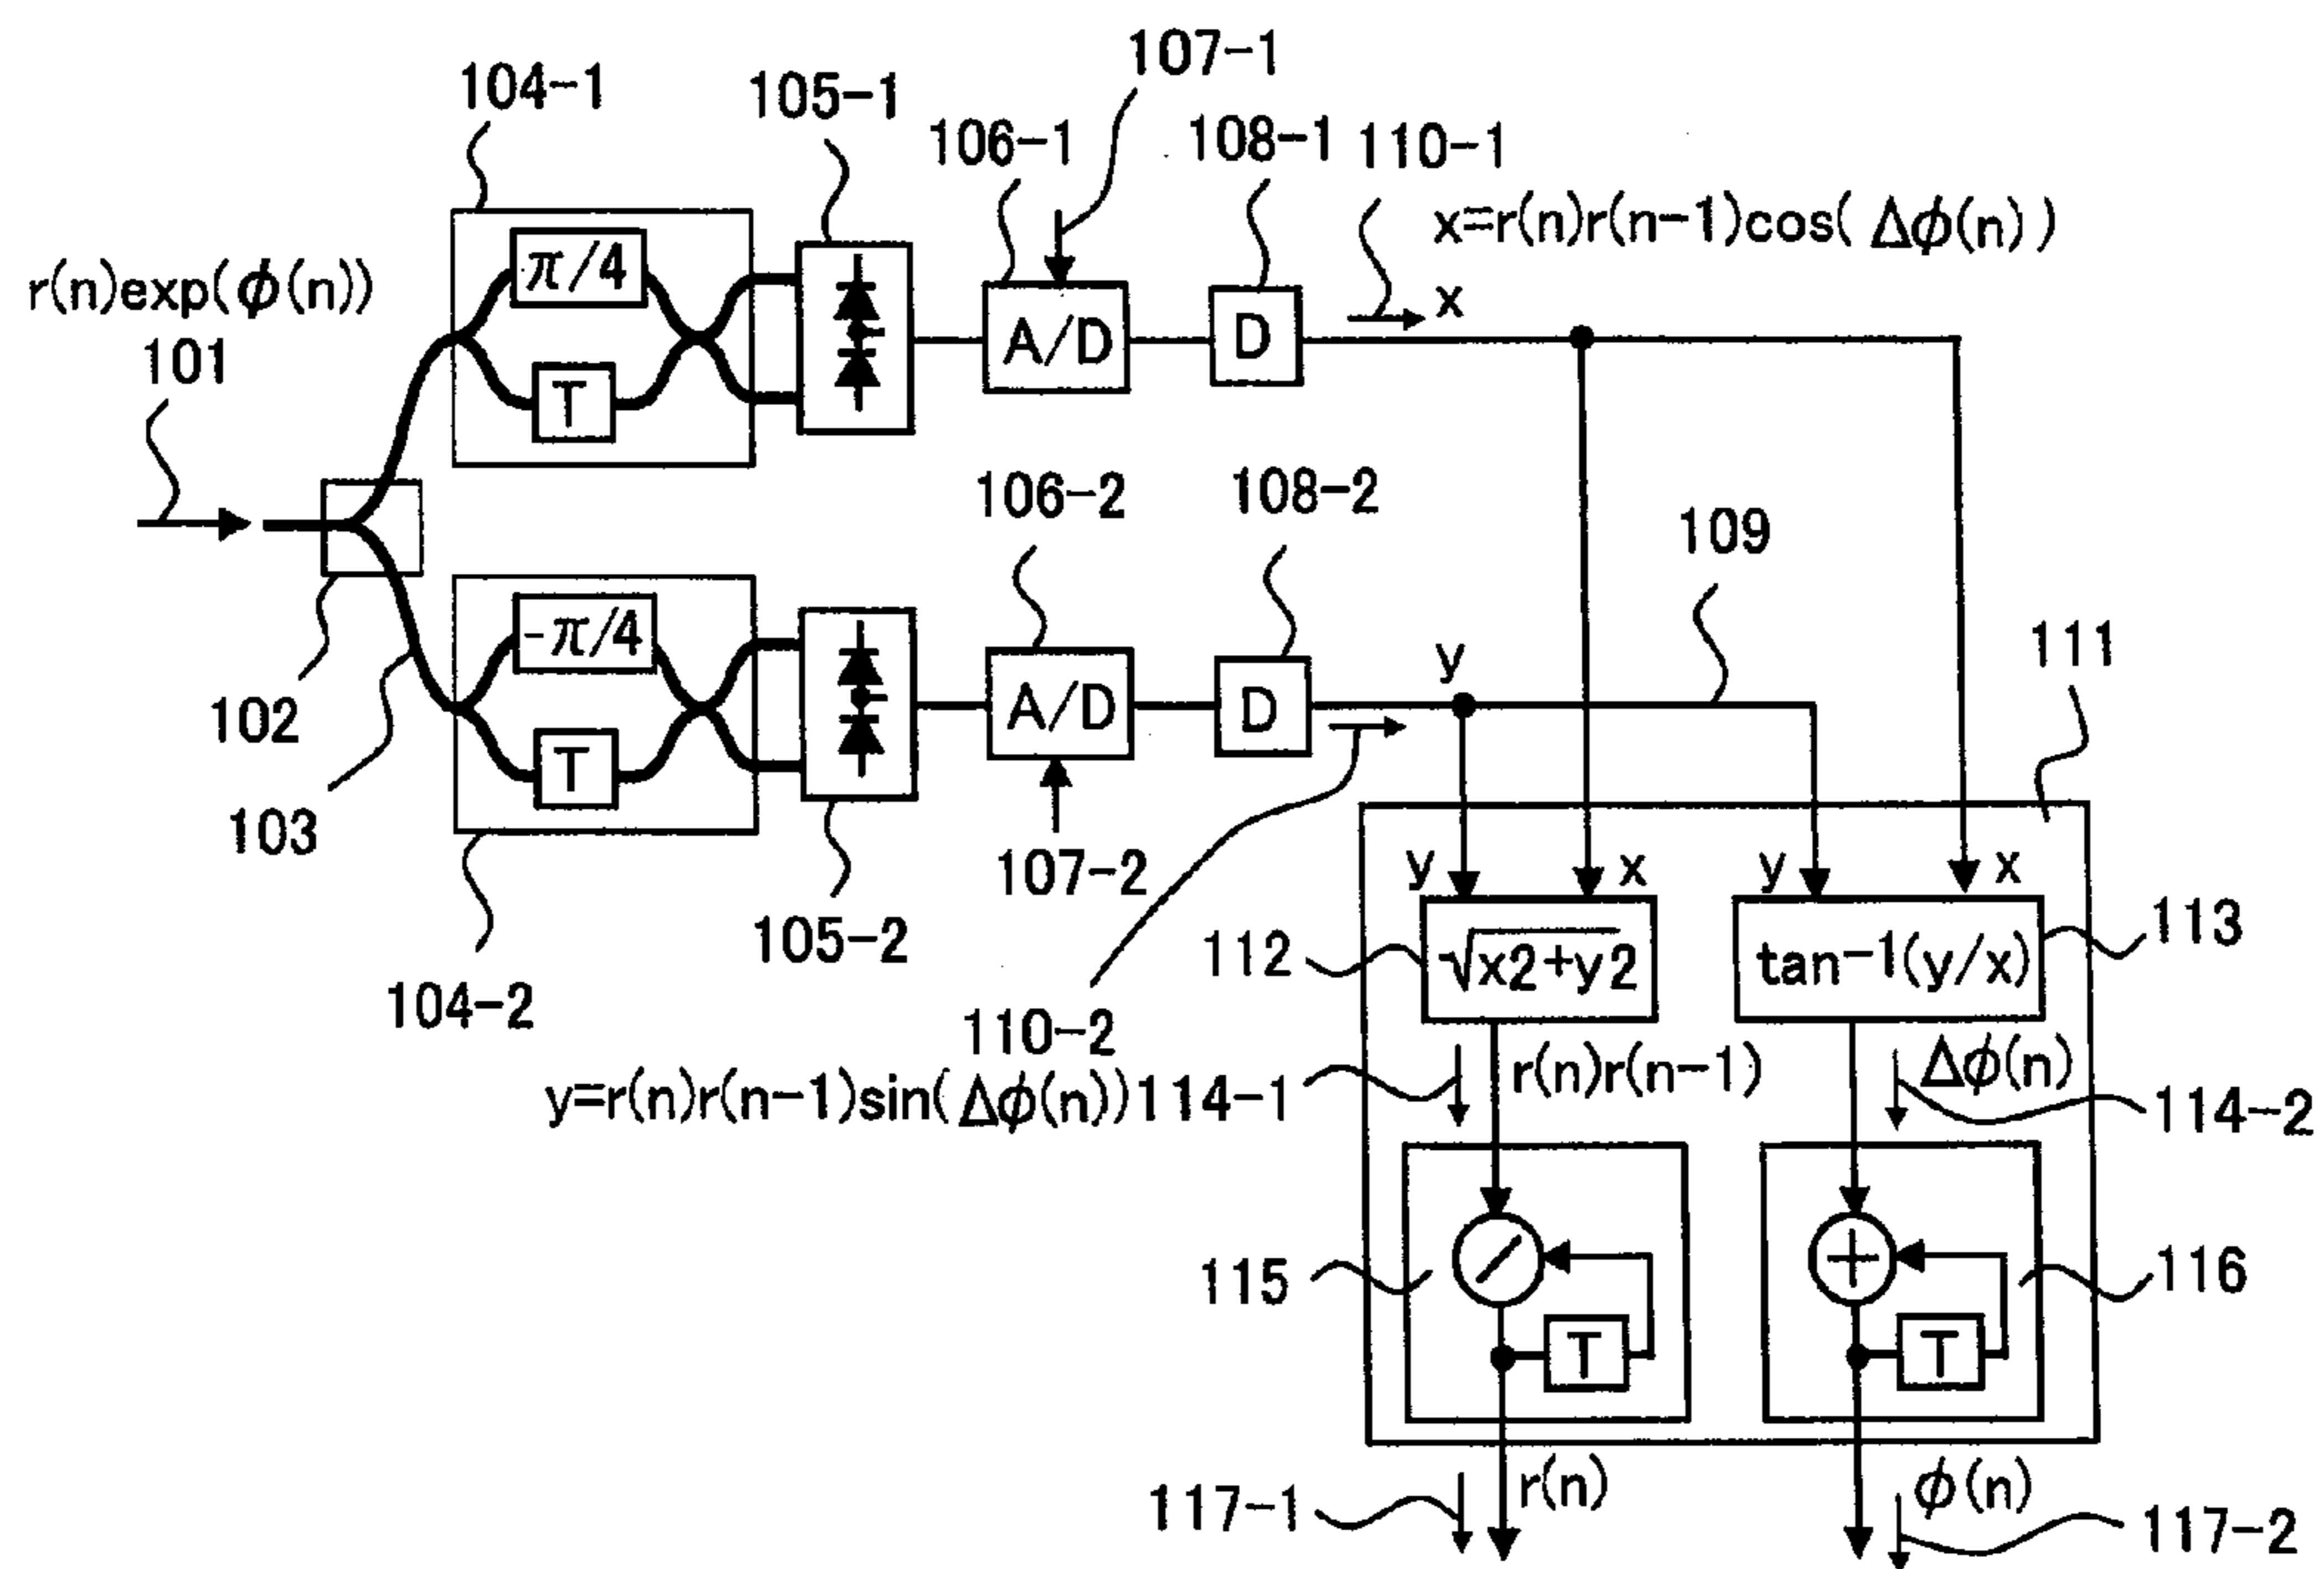 107-1
104-1
105-1
106-1
108-1
110-1
x=r(n)r(n-1)cos(Δϕ(n))
r(n)exp(ϕ(n))
101
π/4
T
A/D
D
x
102
103
106-2
108-2
109
-π/4
T
A/D
D
y
111
107-2
105-2
104-2
110-2
y=r(n)r(n-1)sin(Δϕ(n))
y
x
y
x
112
√x2+y2
tan-1(y/x)
113
114-1
r(n)r(n-1)
Δϕ(n)
114-2
115
T
T
116
117-1
r(n)
ϕ(n)
117-2